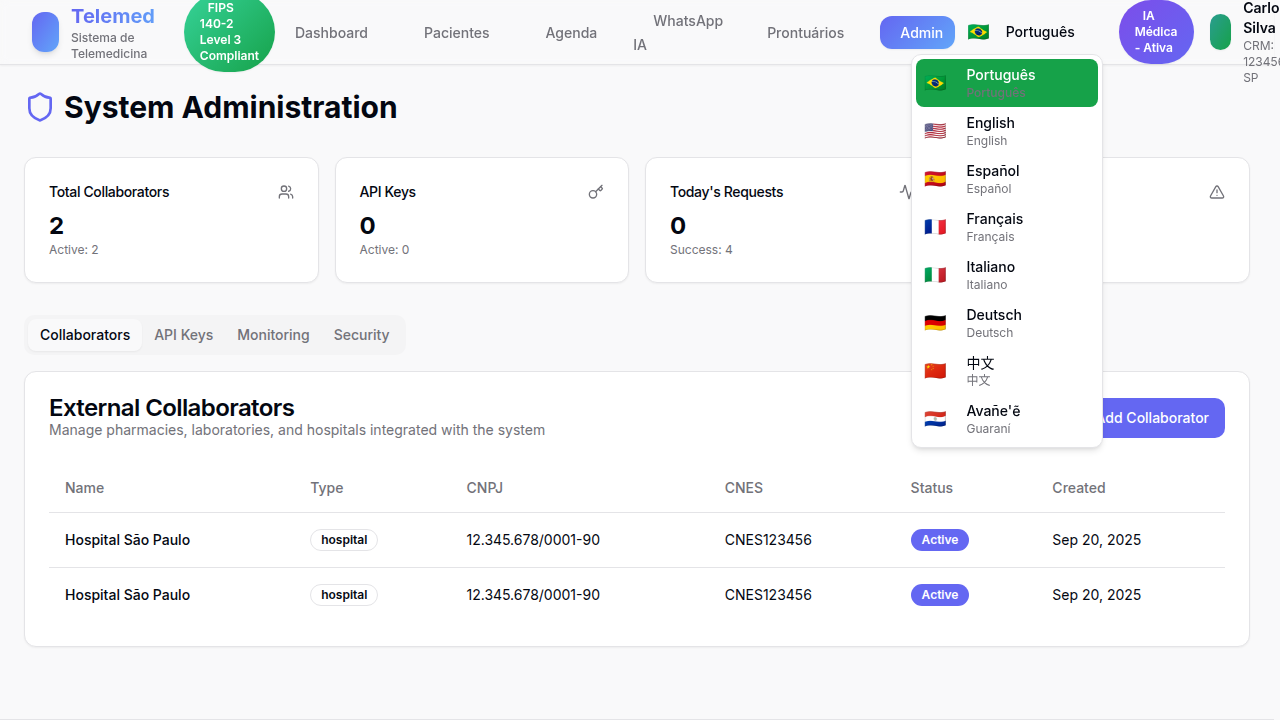 Telemed
Sistema de
Telemedicina
FIPS
140-2
Level 3
Compliant
Dashboard
Pacientes
Agenda
WhatsApp
IA
Prontuários
Admin
🇧🇷 Português
IA
Médica
- Ativa
Carlo
Silva
CRM:
123456
SP
System Administration
Português
Português
English
English
Español
Español
Français
Français
Italiano
Italiano
Deutsch
Deutsch
中文
中文
Avañe'ẽ
Guaraní
Total Collaborators
2
Active: 2
API Keys
0
Active: 0
Today's Requests
0
Success: 4
Collaborators
API Keys
Monitoring
Security
External Collaborators
Manage pharmacies, laboratories, and hospitals integrated with the system
Add Collaborator
Name Type CNPJ CNES Status Created
Hospital São Paulo hospital 12.345.678/0001-90 CNES123456 Active Sep 20, 2025
Hospital São Paulo hospital 12.345.678/0001-90 CNES123456 Active Sep 20, 2025